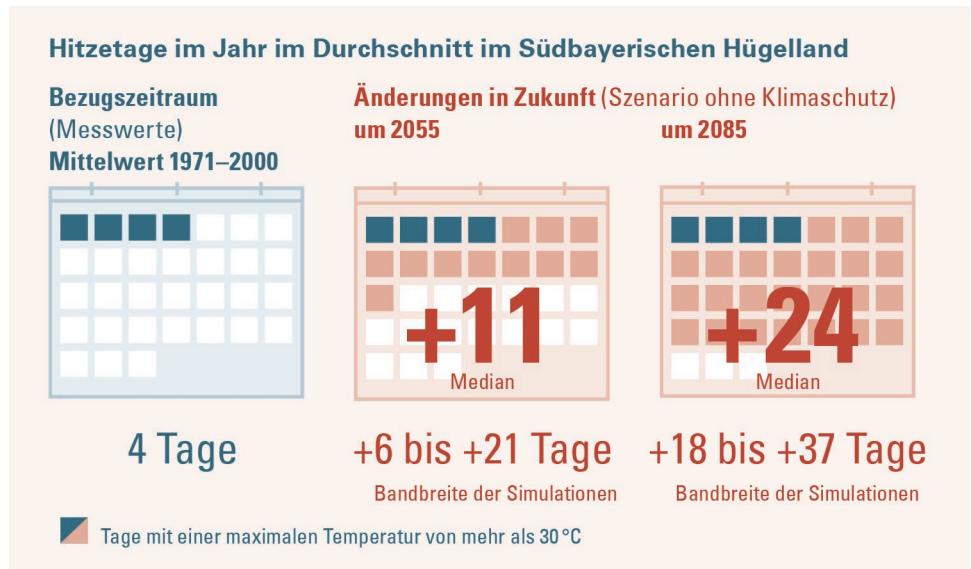 Hitzetage im Jahr im Durchschnitt im Südbayerischen Hügelland
Bezugszeitraum
(Messwerte)
Mittelwert 1971–2000
Änderungen in Zukunft (Szenario ohne Klimaschutz)
um 2055
um 2085
+11
Median
+24
Median
4 Tage
+6 bis +21 Tage
Bandbreite der Simulationen
+18 bis +37 Tage
Bandbreite der Simulationen
Tage mit einer maximalen Temperatur von mehr als 30 °C